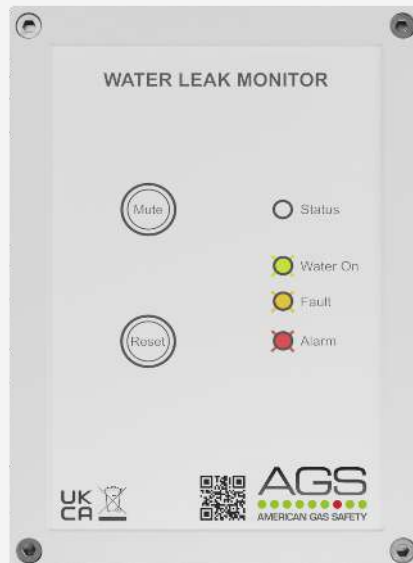 WATER LEAK MONITOR
Mute
Status
Water On
Fault
Reset
Alarm
UK
CA
AGS
AMERICAN GAS SAFETY